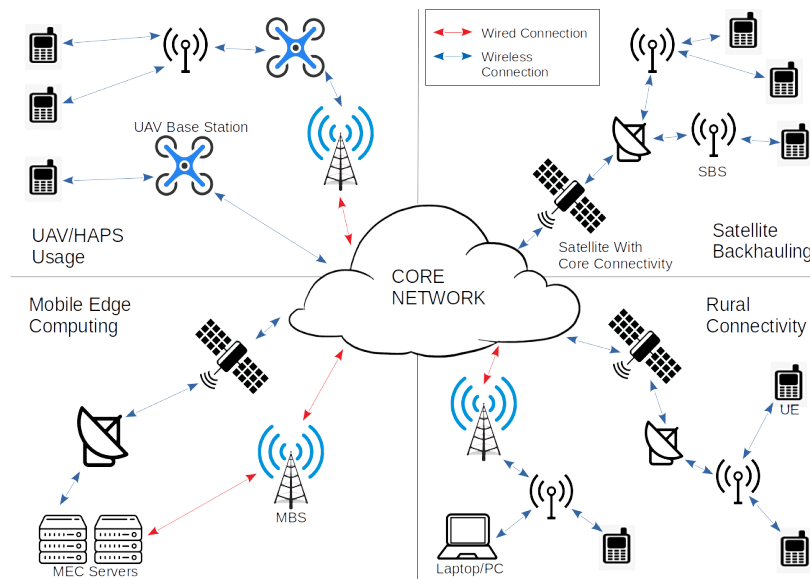 Wired Connection
Wireless
Connection
UAV Base Station
SBS
UAV/HAPS
Usage
Satellite With
Core Connectivity
Satellite
Backhauling
CORE
NETWORK
Mobile Edge
Computing
Rural
Connectivity
UE
MBS
MEC Servers
Laptop/PC